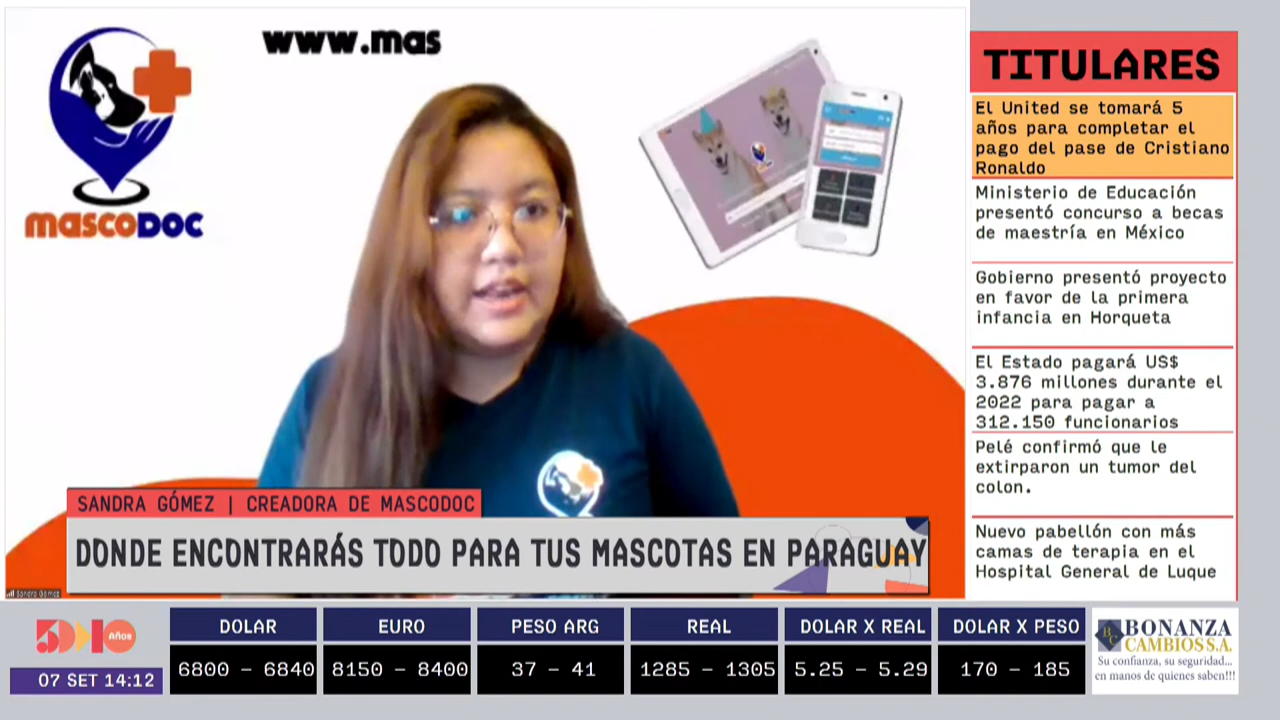 www.mas
mascoDOC
SANDRA GÓMEZ | CREADORA DE MASCODOC
DONDE ENCONTRARÁS TODO PARA TUS MASCOTAS EN PARAGUAY
Sandra Gómez
TITULARES
El United se tomará 5
años para completar el
pago del pase de Cristiano
Ronaldo
Ministerio de Educación
presentó concurso a becas
de maestría en México
Gobierno presentó proyecto
en favor de la primera
infancia en Horqueta
El Estado pagará US$
3.876 millones durante el
2022 para pagar a
312.150 funcionarios
Pelé confirmó que le
extirparon un tumor del
colon.
Nuevo pabellón con más
camas de terapia en el
Hospital General de Luque
Años
07 SET 14:12
DOLAR
6800 - 6840
EURO
8150 - 8400
PESO ARG
37 - 41
REAL
1285 - 1305
DOLAR X REAL
5.25 - 5.29
DOLAR X PESO
170 - 185
BONANZA
CAMBIOS S.A.
Su confianza, su seguridad...
en manos de quienes saben!!!